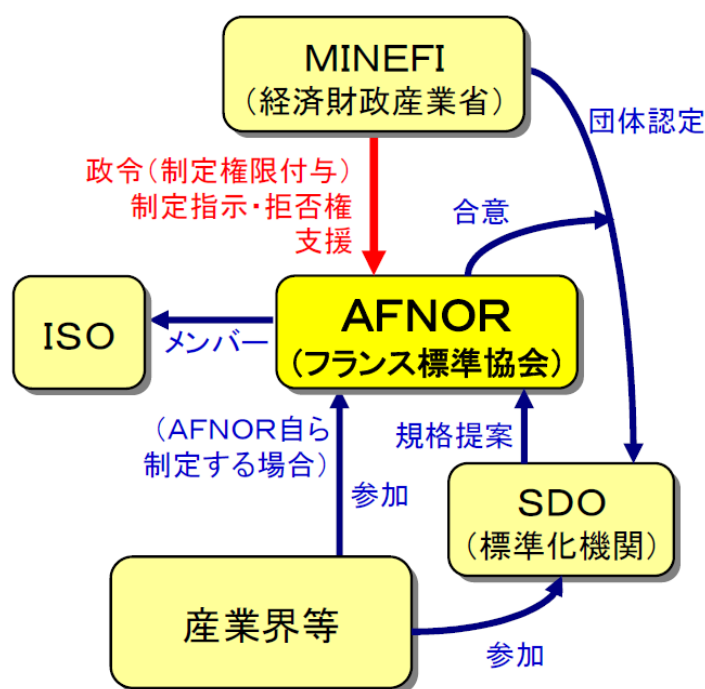 MINEFI
（経済財政産業省）
団体認定
政令（制定権限付与）
制定指示・拒否権
支援
合意
ISO
メンバー
AFNOR
（フランス標準協会）
（AFNOR自ら
制定する場合）
参加
規格提案
SDO
（標準化機関）
産業界等
参加